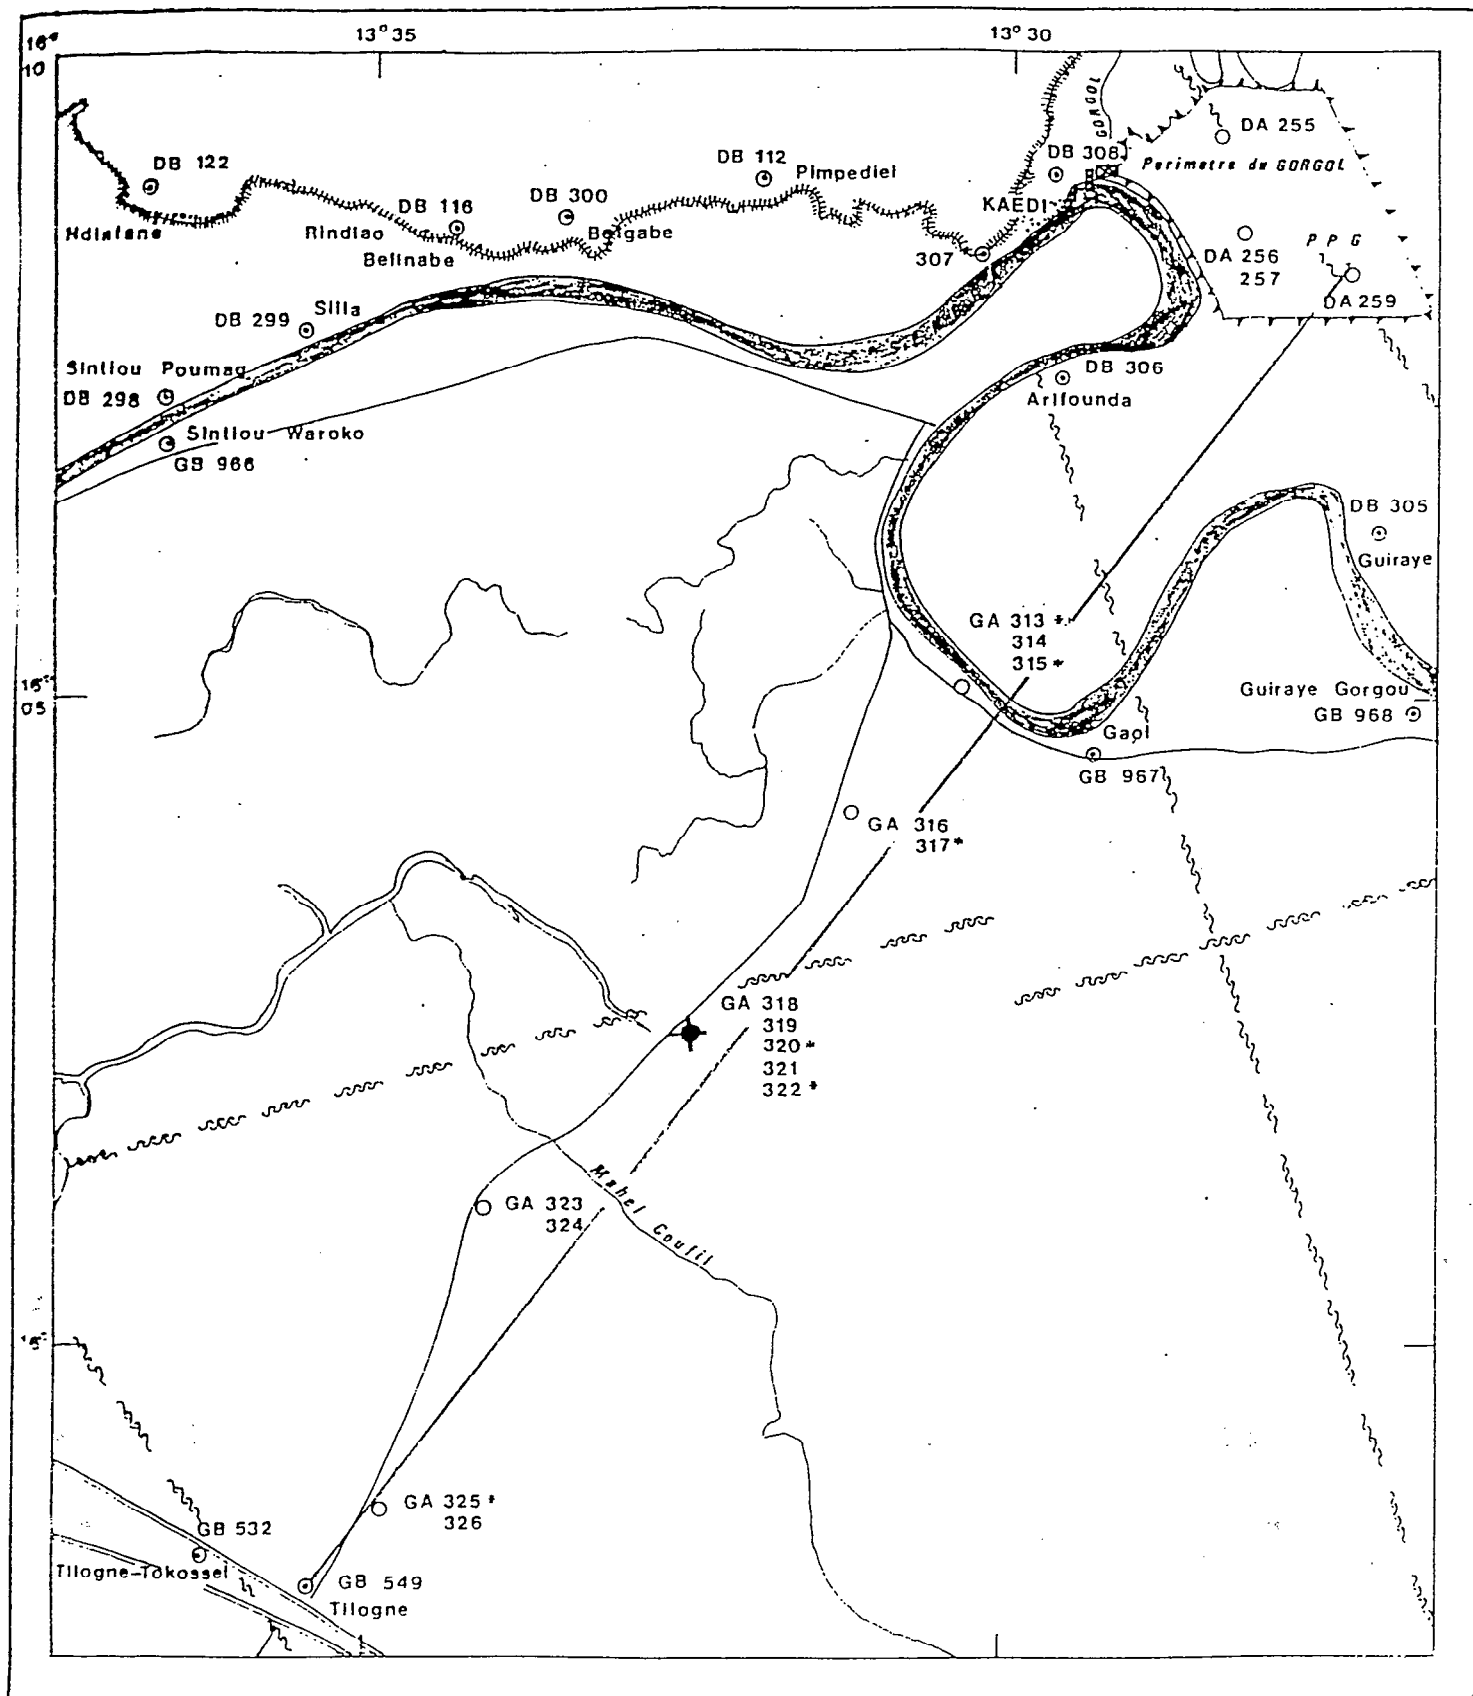 13° 35
13° 30
16°
10
GORGOL
DA 255
DB 308
Perimetre du GORGOL
DB 122
DB 112
Pimpediel
DB 300
DB 116
KAEDI
Rindiao
Belinabe
Belgabe
307
P P G
DA 256
257
DA 259
Silla
DB 299
Sintiou Poumag
DB 298
DB 306
Arifounda
Sintiou Waroko
GB 966
DB 305
Guiraye
GA 313 *
314
315 *
05
Guiraye Gorgou
GB 968
Gaol
GB 967
GA 316
317 *
GA 318
319
320 *
321
322 *
Mahel Coufil
GA 323
324
GA 325 *
326
GB 532
Tilogne-Tokossel
GB 549
Tilogne